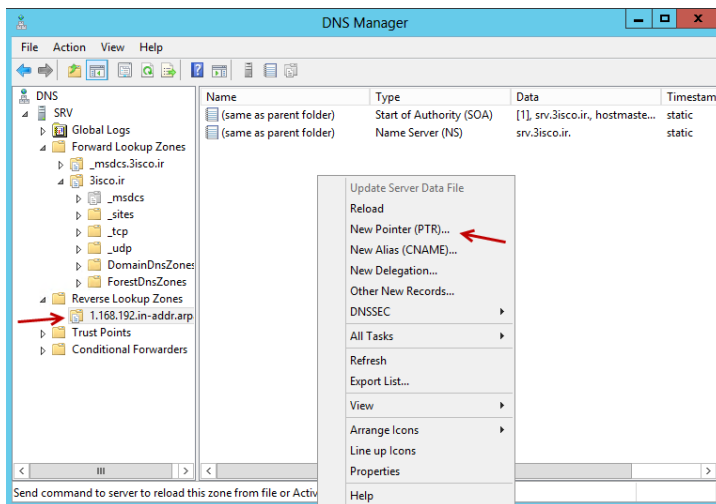 DNS Manager
File Action View Help
DNS
SRV
Global Logs
Forward Lookup Zones
_msdcs.3isco.ir
3isco.ir
_msdcs
_sites
_tcp
_udp
DomainDnsZones
ForestDnsZones
Reverse Lookup Zones
1.168.192.in-addr.arp
Trust Points
Conditional Forwarders
Name Type Data Timestam
(same as parent folder) Start of Authority (SOA) [1], srv.3isco.ir., hostmaste... static
(same as parent folder) Name Server (NS) srv.3isco.ir. static
Update Server Data File
Reload
New Pointer (PTR)...
New Alias (CNAME)...
New Delegation...
Other New Records...
DNSSEC
All Tasks
Refresh
Export List...
View
Arrange Icons
Line up Icons
Properties
Help
Send command to server to reload this zone from file or Activ